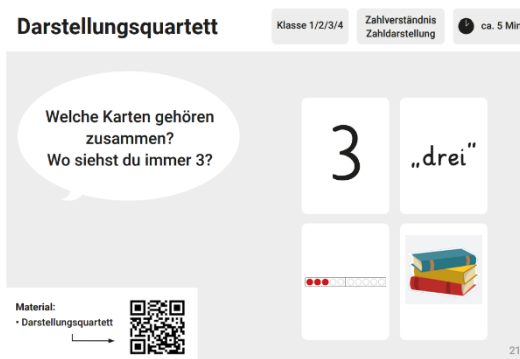 Darstellungsquartett
Klasse 1/2/3/4
Zahlverständnis
Zahldarstellung
ca. 5 Min
Welche Karten gehören
zusammen?
Wo siehst du immer 3?
3
„drei“
Material:
• Darstellungsquartett
21